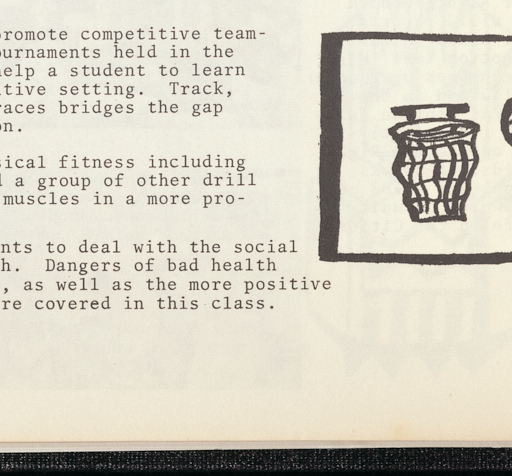 promote competitive team-
ournaments held in the
help a student to learn
tive setting. Track,
races bridges the gap
on.
sical fitness including
a group of other drill
muscles in a more pro-
nts to deal with the social
h. Dangers of bad health
, as well as the more positive
re covered in this class.